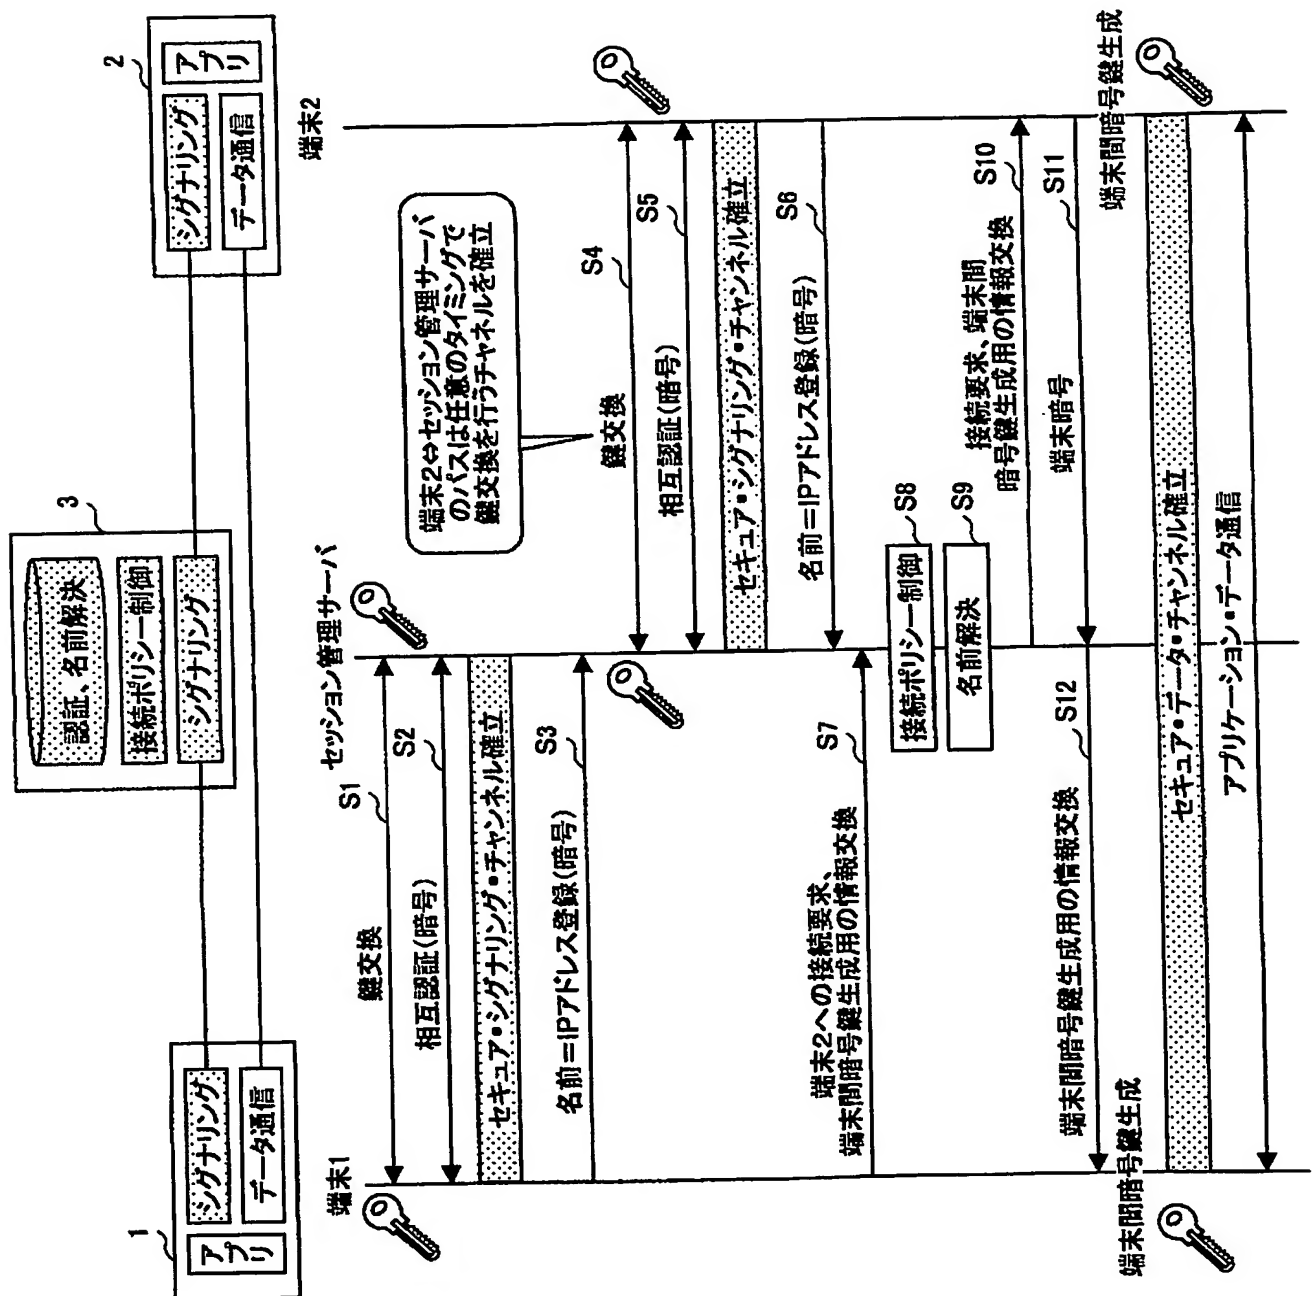 1
アプリ
シグナリング
データ通信
3
認証、名前解決
接続ポリシー制御
シグナリング
2
シグナリング
データ通信
アプリ
端末1
セッション管理サーバ
端末2
鍵交換
S1
相互認証(暗号)
S2
セキュア・シグナリング・チャンネル確立
名前=IPアドレス登録(暗号)
S3
端末2⇔セッション管理サーバ
のパスは任意のタイミングで
鍵交換を行うチャネルを確立
鍵交換
S4
相互認証(暗号)
S5
セキュア・シグナリング・チャンネル確立
名前=IPアドレス登録(暗号)
S6
端末2への接続要求、
端末間暗号鍵生成用の情報交換
S7
接続ポリシー制御
S8
名前解決
S9
接続要求、端末間
暗号鍵生成用の情報交換
S10
端末暗号
S11
端末間暗号鍵生成用の情報交換
S12
端末間暗号鍵生成
端末間暗号鍵生成
セキュア・データ・チャンネル確立
アプリケーション・データ通信